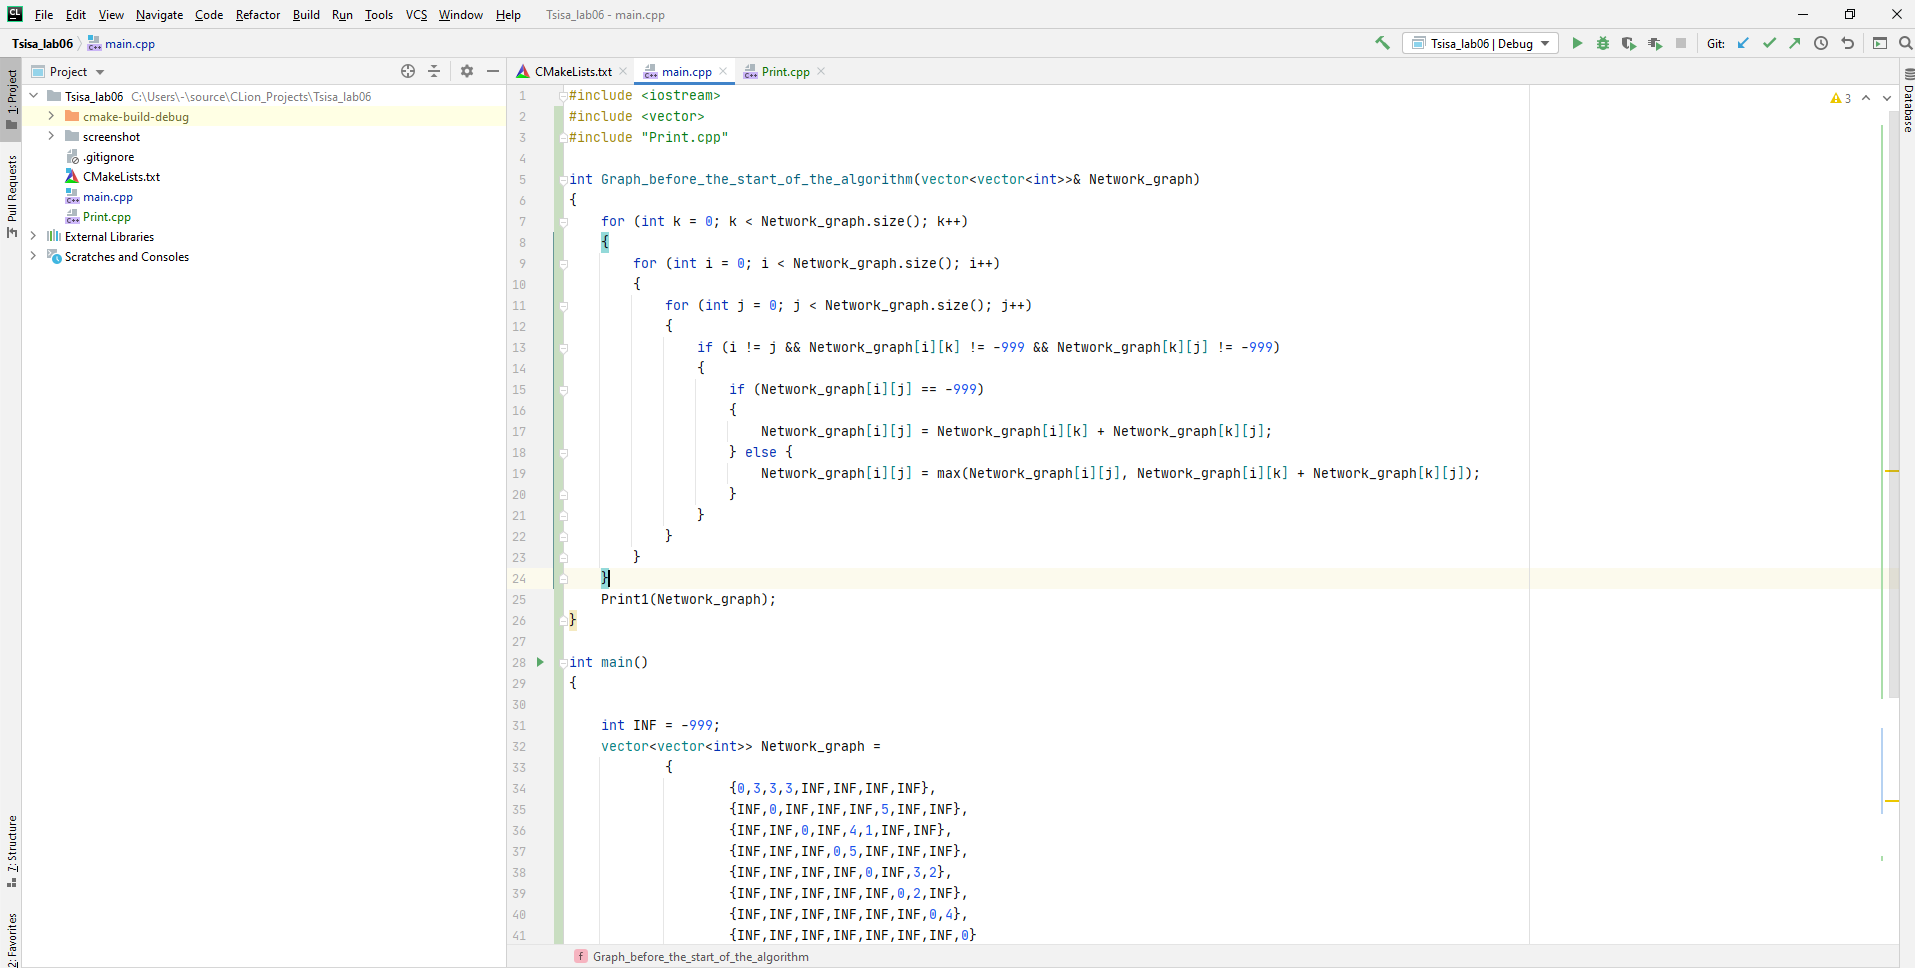 CL File Edit View Navigate Code Refactor Build Run Tools VCS Window Help Tsisa_lab06 - main.cpp
Tsisa_lab06 main.cpp Tsisa_lab06 | Debug Git:
1: Project
Pull Requests
7: Structure
2: Favorites
Project
Tsisa_lab06 C:\Users\-\source\CLion_Projects\Tsisa_lab06
cmake-build-debug
screenshot
.gitignore
CMakeLists.txt
main.cpp
Print.cpp
External Libraries
Scratches and Consoles
CMakeLists.txt main.cpp Print.cpp
3
Database
1 #include <iostream>
2 #include <vector>
3 #include "Print.cpp"
4
5 int Graph_before_the_start_of_the_algorithm(vector<vector<int>>& Network_graph)
6 {
7 for (int k = 0; k < Network_graph.size(); k++)
8 {
9 for (int i = 0; i < Network_graph.size(); i++)
10 {
11 for (int j = 0; j < Network_graph.size(); j++)
12 {
13 if (i != j && Network_graph[i][k] != -999 && Network_graph[k][j] != -999)
14 {
15 if (Network_graph[i][j] == -999)
16 {
17 Network_graph[i][j] = Network_graph[i][k] + Network_graph[k][j];
18 } else {
19 Network_graph[i][j] = max(Network_graph[i][j], Network_graph[i][k] + Network_graph[k][j]);
20 }
21 }
22 }
23 }
24 }
25 Print1(Network_graph);
26 }
27
28 int main()
29 {
30
31 int INF = -999;
32 vector<vector<int>> Network_graph =
33 {
34 {0,3,3,3,INF,INF,INF,INF},
35 {INF,0,INF,INF,INF,5,INF,INF},
36 {INF,INF,0,INF,4,1,INF,INF},
37 {INF,INF,INF,0,5,INF,INF,INF},
38 {INF,INF,INF,INF,0,INF,3,2},
39 {INF,INF,INF,INF,INF,0,2,INF},
40 {INF,INF,INF,INF,INF,INF,0,4},
41 {INF,INF,INF,INF,INF,INF,INF,0}
f Graph_before_the_start_of_the_algorithm